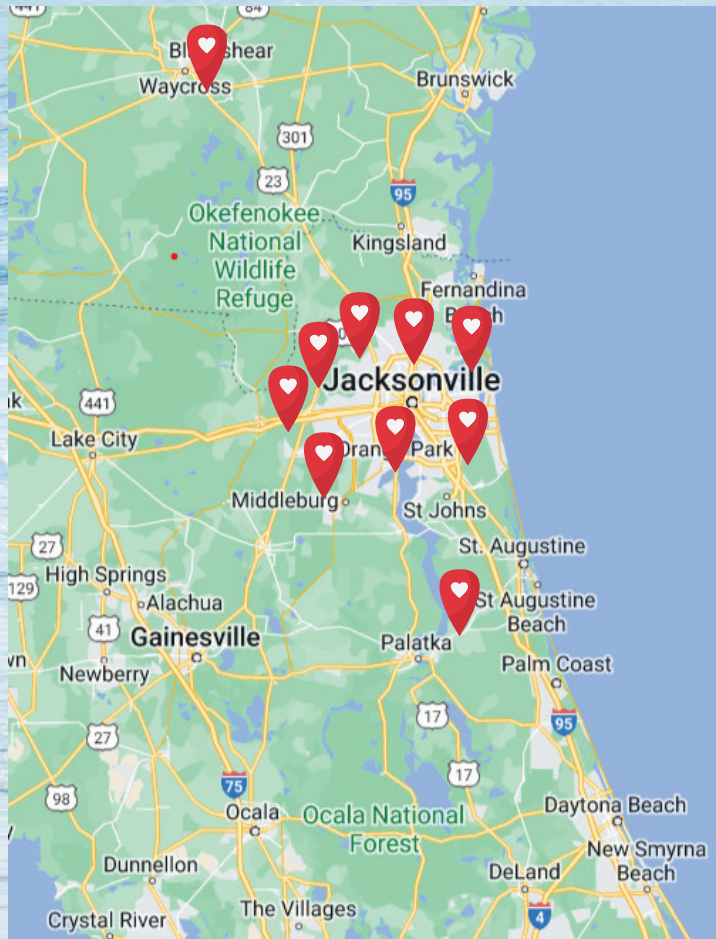 441
84
Waycross
Brunswick
301
23
95
Okefenokee
National
Wildlife
Refuge
Kingsland
Fernandina
Jacksonville
441
Lake City
Park
Middleburg
St Johns
27
St. Augustine
High Springs
129
Alachua
St Augustine
Beach
41
Gainesville
Palatka
Newberry
Palm Coast
17
95
27
17
75
98
Ocala
Ocala National
Forest
Daytona Beach
New Smyrna
Beach
Dunnellon
DeLand
The Villages
4
Crystal River